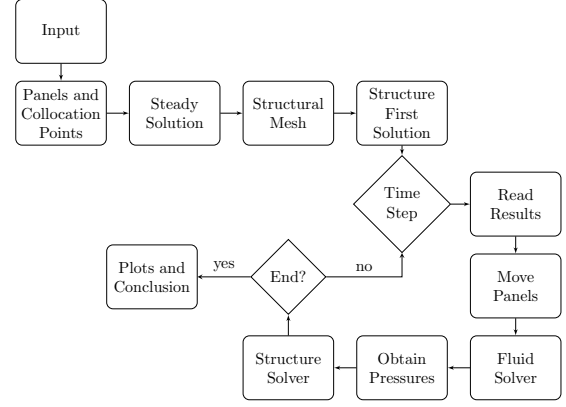 Input
Panels and
Collocation
Points
Steady
Solution
Structural
Mesh
Structure
First
Solution
Time
Step
Read
Results
Move
Panels
Fluid
Solver
Obtain
Pressures
Structure
Solver
End?
no
yes
Plots and
Conclusion